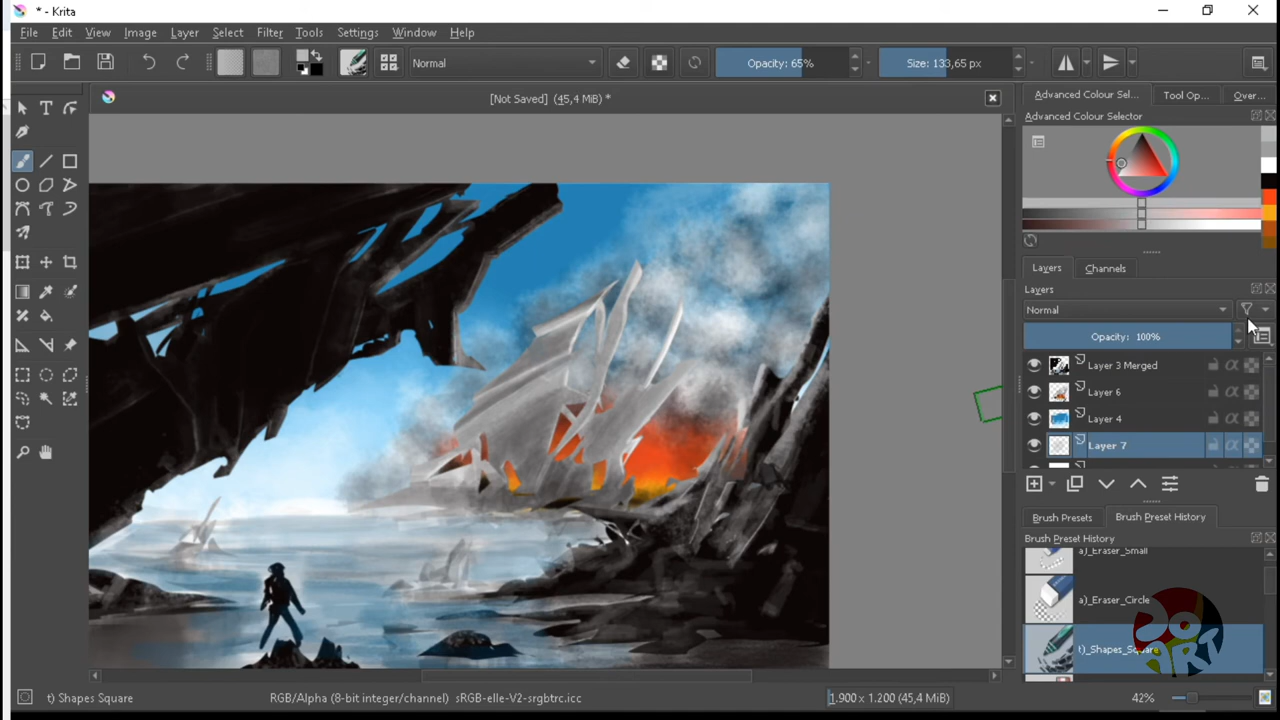 * - Krita
File Edit View Image Layer Select Filter Tools Settings Window Help
Normal Opacity: 65% Size: 133,65 px
[Not Saved] (45,4 MiB) *
Advanced Colour Sel... Tool Op... Over...
Advanced Colour Selector
Layers Channels
Layers
Normal
Opacity: 100%
Layer 3 Merged
Layer 6
Layer 4
Layer 7
Brush Presets Brush Preset History
Brush Preset History
a)_Eraser_Small
a)_Eraser_Circle
t)_Shapes_Square
t) Shapes Square RGB/Alpha (8-bit integer/channel) sRGB-elle-V2-srgbtrc.icc 1.900 x 1.200 (45,4 MiB) 42%